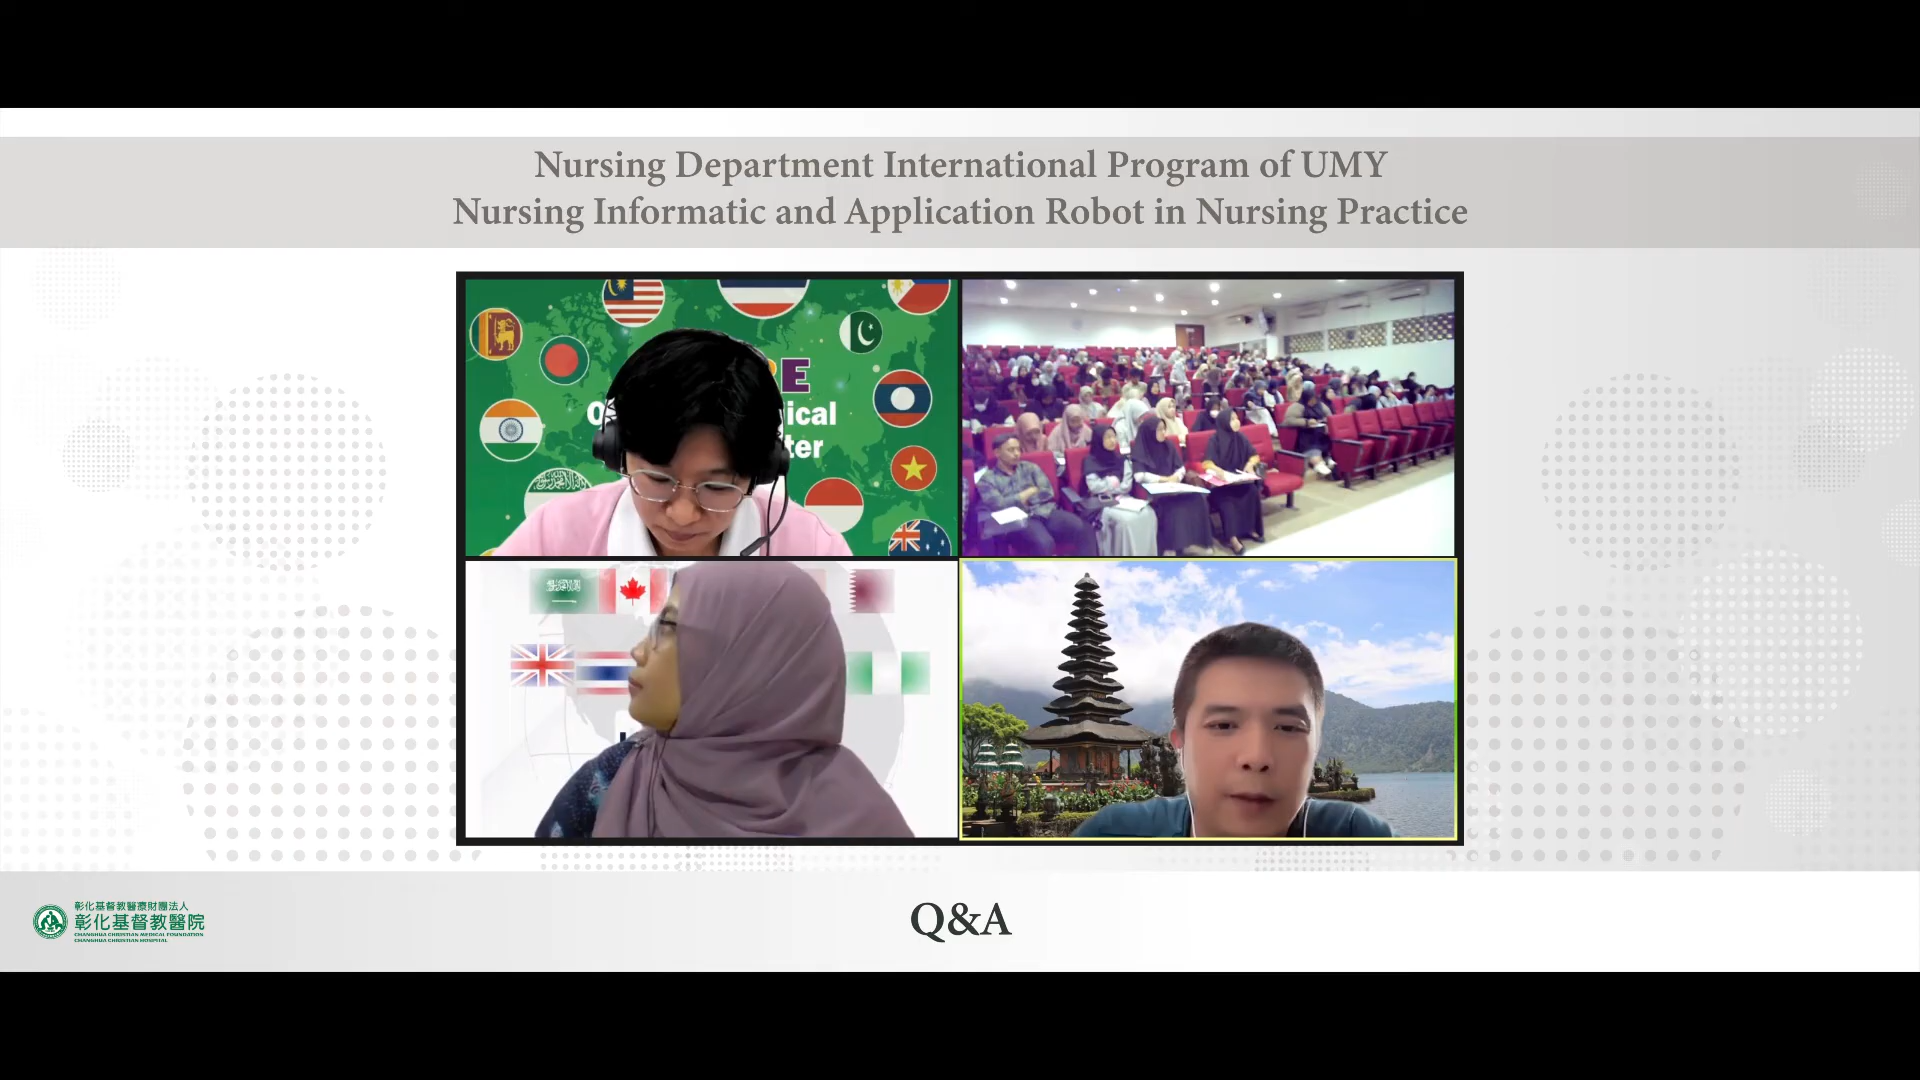 Nursing Department International Program of UMY
Nursing Informatic and Application Robot in Nursing Practice
E
ical
ter
Q&A
彰化基督教醫療財團法人
彰化基督教醫院
CHANGHUA CHRISTIAN MEDICAL FOUNDATION
CHANGHUA CHRISTIAN HOSPITAL